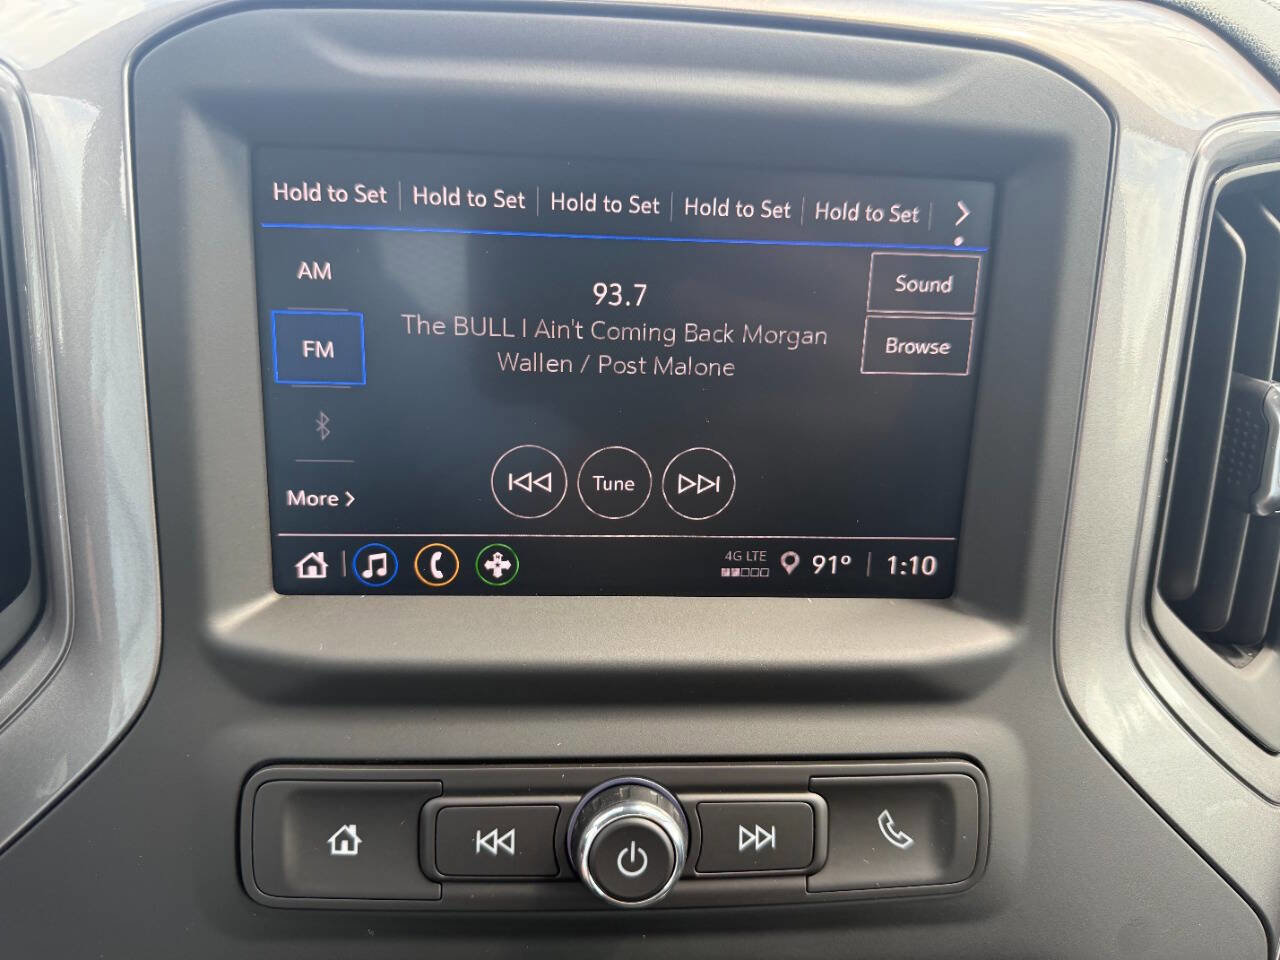 Hold to Set Hold to Set Hold to Set Hold to Set Hold to Set
AM
Sound
93.7
The BULL I Ain't Coming Back Morgan
Wallen / Post Malone
FM
Browse
More
Tune
4G LTE
91° 1:10